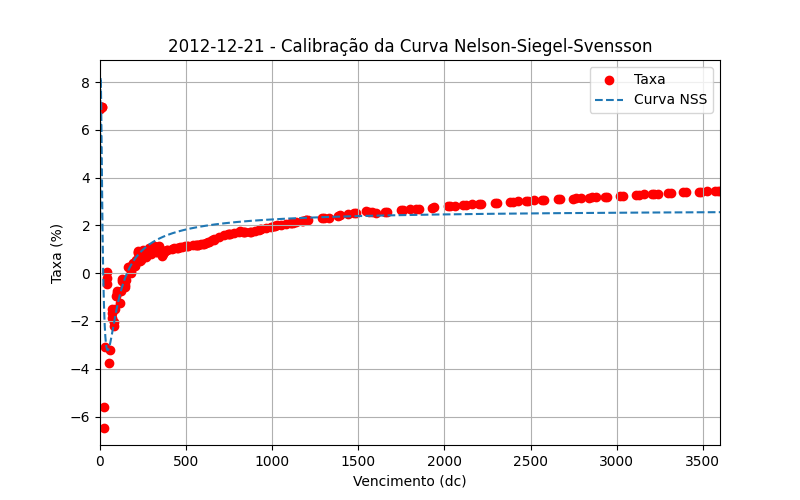 2012-12-21 - Calibração da Curva Nelson-Siegel-Svensson
Taxa
Curva NSS
Taxa (%)
8
6
4
2
0
−2
−4
−6
0 500 1000 1500 2000 2500 3000 3500
Vencimento (dc)